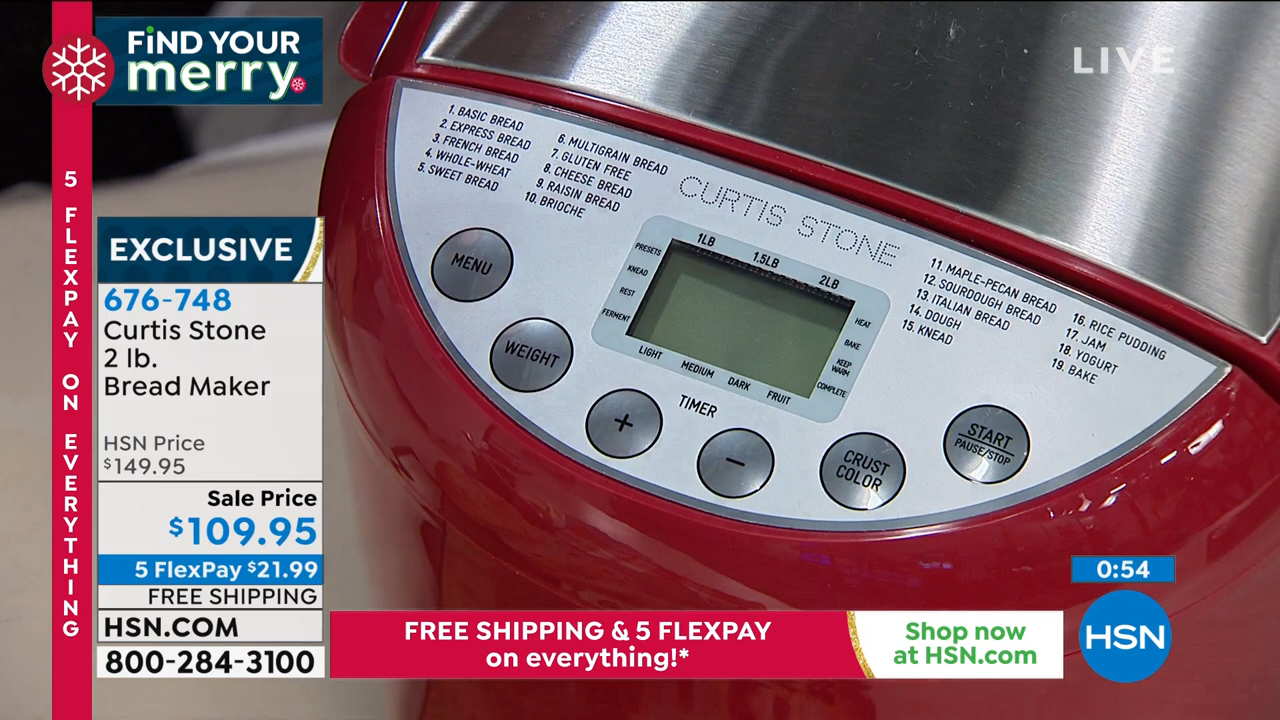 FiND YOUR
merry.
LIVE
5 FLEXPAY ON EVERYTHING
EXCLUSIVE
676-748
Curtis Stone
2 lb.
Bread Maker
HSN Price
$149.95
Sale Price
$109.95
5 FlexPay $21.99
FREE SHIPPING
HSN.COM
800-284-3100
1. BASIC BREAD
2. EXPRESS BREAD
3. FRENCH BREAD
4. WHOLE-WHEAT
5. SWEET BREAD
6. MULTIGRAIN BREAD
7. GLUTEN FREE
8. CHEESE BREAD
9. RAISIN BREAD
10. BRIOCHE
CURTIS STONE
11. MAPLE-PECAN BREAD
12. SOURDOUGH BREAD
13. ITALIAN BREAD
14. DOUGH
15. KNEAD
16. RICE PUDDING
17. JAM
18. YOGURT
19. BAKE
1LB 1.5LB 2LB
PRESETS
KNEAD
REST
FERMENT
HEAT
BAKE
KEEP
WARM
COMPLETE
LIGHT MEDIUM DARK FRUIT
MENU
WEIGHT
+
TIMER
-
CRUST
COLOR
START
PAUSE/STOP
0:54
HSN
FREE SHIPPING & 5 FLEXPAY
on everything!*
Shop now
at HSN.com